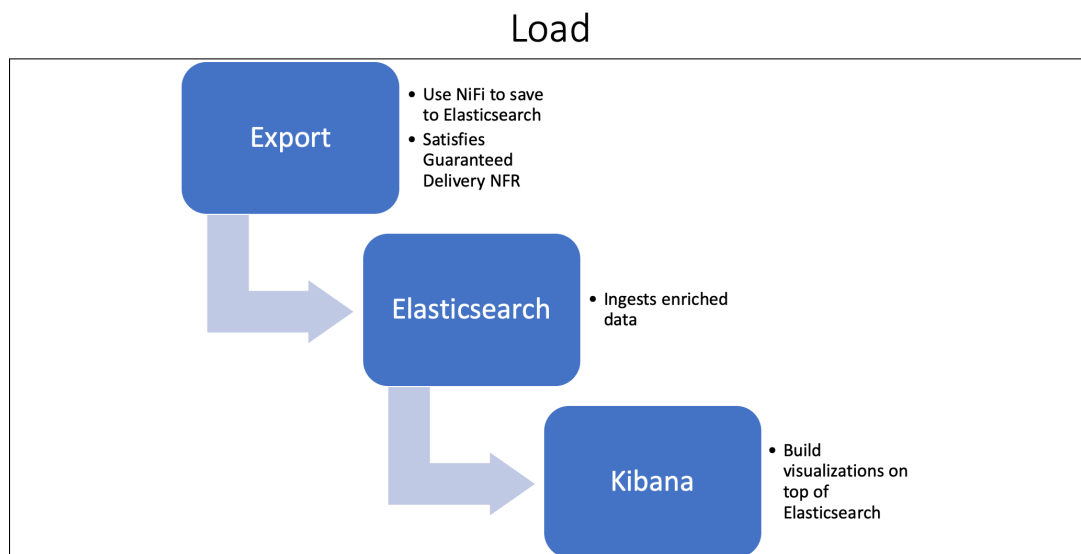 Load
Export
• Use NiFi to save
to Elasticsearch
• Satisfies
Guaranteed
Delivery NFR
Elasticsearch
• Ingests enriched
data
Kibana
• Build
visualizations on
top of
Elasticsearch